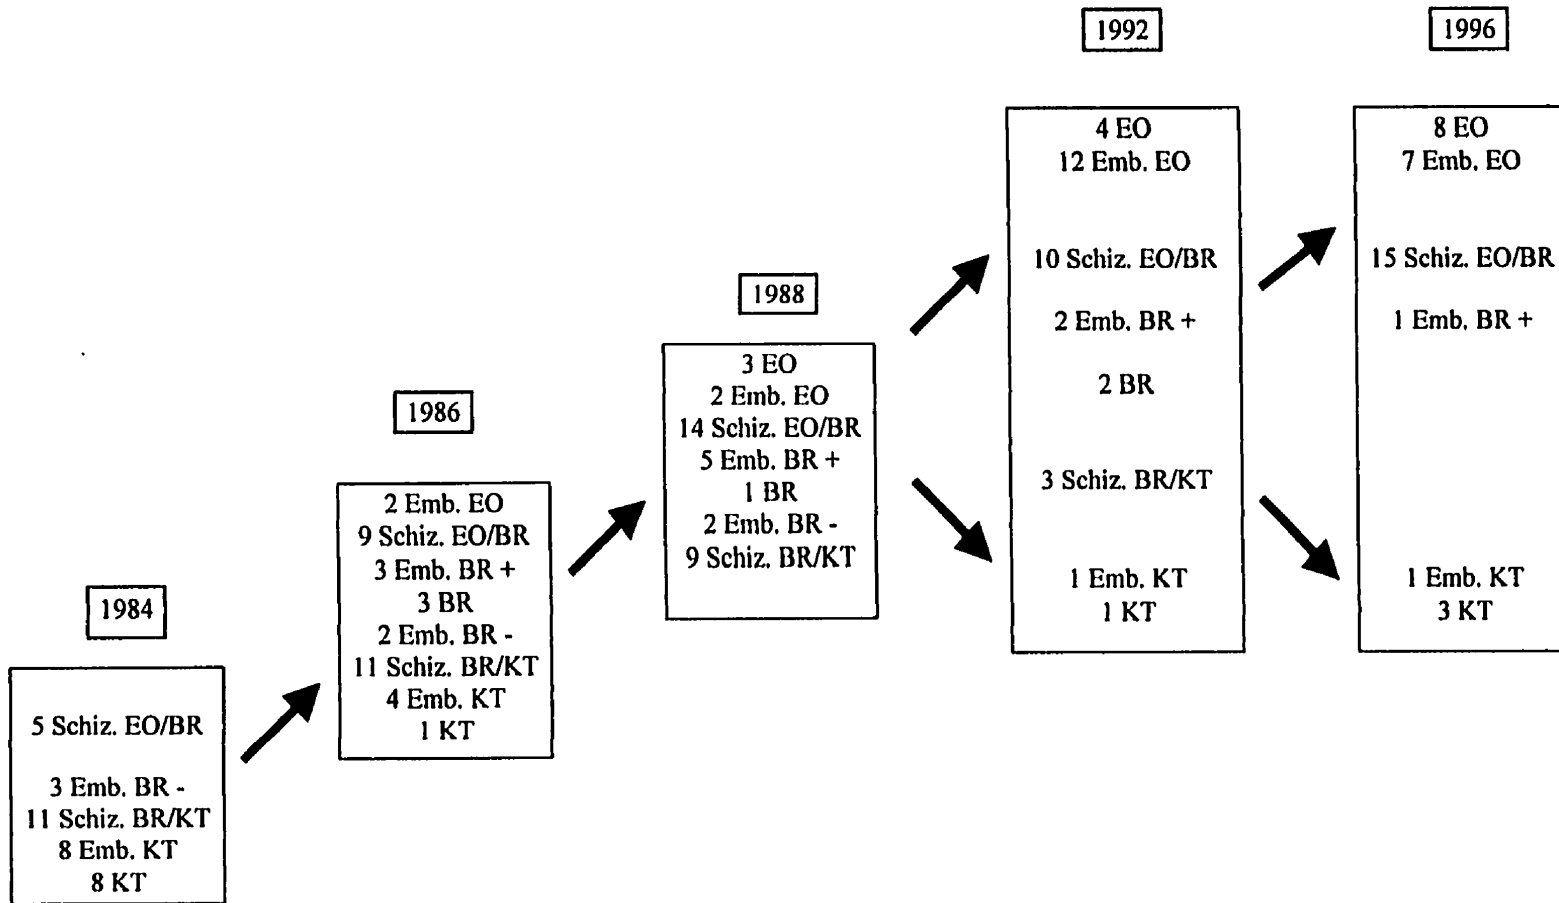 1984
5 Schiz. EO/BR
3 Emb. BR -
11 Schiz. BR/KT
8 Emb. KT
8 KT
1986
2 Emb. EO
9 Schiz. EO/BR
3 Emb. BR +
3 BR
2 Emb. BR -
11 Schiz. BR/KT
4 Emb. KT
1 KT
1988
3 EO
2 Emb. EO
14 Schiz. EO/BR
5 Emb. BR +
1 BR
2 Emb. BR -
9 Schiz. BR/KT
1992
4 EO
12 Emb. EO
10 Schiz. EO/BR
2 Emb. BR +
2 BR
3 Schiz. BR/KT
1 Emb. KT
1 KT
1996
8 EO
7 Emb. EO
15 Schiz. EO/BR
1 Emb. BR +
1 Emb. KT
3 KT